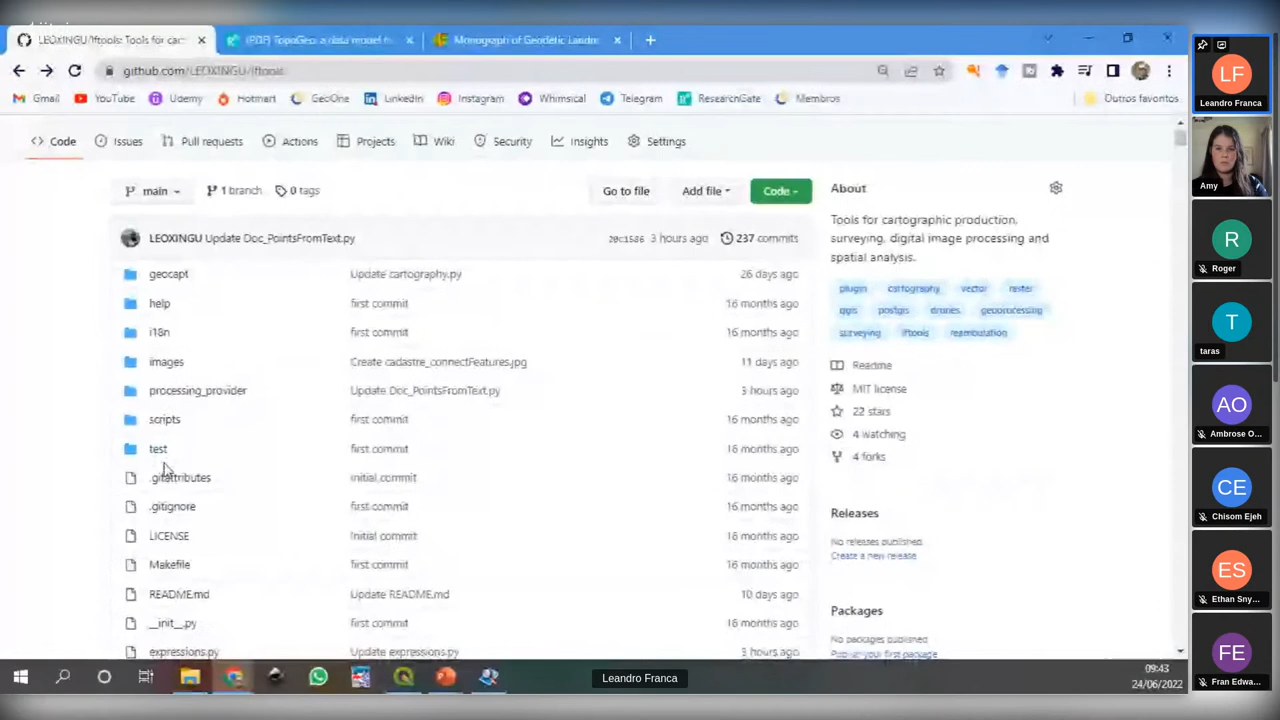 LEOXINGU/lftools: Tools for car
(PDF) TopoGeo: a data model f
Monograph of Geodetic Landm
github.com/LEOXINGU/lftools
Gmail YouTube Udemy Hotmart GeoOne LinkedIn Instagram Whimsical Telegram ResearchGate Membros Outros favoritos
Code Issues Pull requests Actions Projects Wiki Security Insights Settings
main 1 branch 0 tags Go to file Add file Code
LEOXINGU Update Doc_PointsFromText.py 3 hours ago 237 commits
geocapt Update cartography.py 26 days ago
help first commit 16 months ago
i18n first commit 16 months ago
images Create cadastre_connectFeatures.jpg 11 days ago
processing_provider Update Doc_PointsFromText.py 3 hours ago
scripts first commit 16 months ago
test first commit 16 months ago
.gitattributes Initial commit 16 months ago
.gitignore first commit 16 months ago
LICENSE Initial commit 16 months ago
Makefile first commit 16 months ago
README.md Update README.md 10 days ago
__init__.py first commit 16 months ago
expressions.py Update expressions.py
About
Tools for cartographic production,
surveying, digital image processing and
spatial analysis.
plugin cartography vector raster
qgis postgis drones geoprocessing
surveying lftools reambulation
Readme
MIT license
22 stars
4 watching
4 forks
Releases
No releases published
Create a new release
Packages
No packages published
Publish your first package
09:43
24/06/2022
Leandro Franca
LF
Leandro Franca
Amy
R
Roger
T
taras
AO
Ambrose O...
CE
Chisom Ejeh
ES
Ethan Sny...
FE
Fran Edwa...